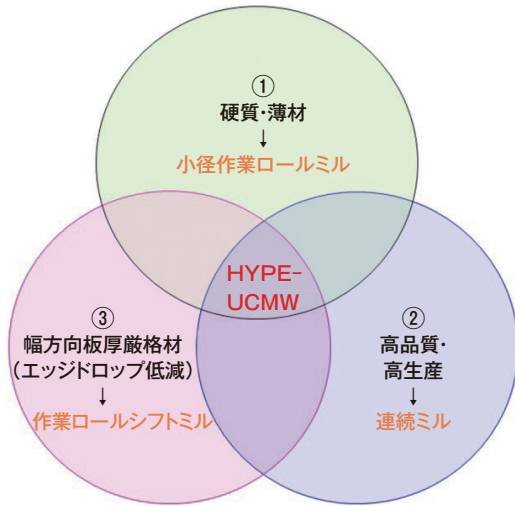 ①
硬質・薄材
↓
小径作業ロールミル
HYPE-
UCMW
③
幅方向板厚厳格材
（エッジドロップ低減）
↓
作業ロールシフトミル
②
高品質・
高生産
↓
連続ミル